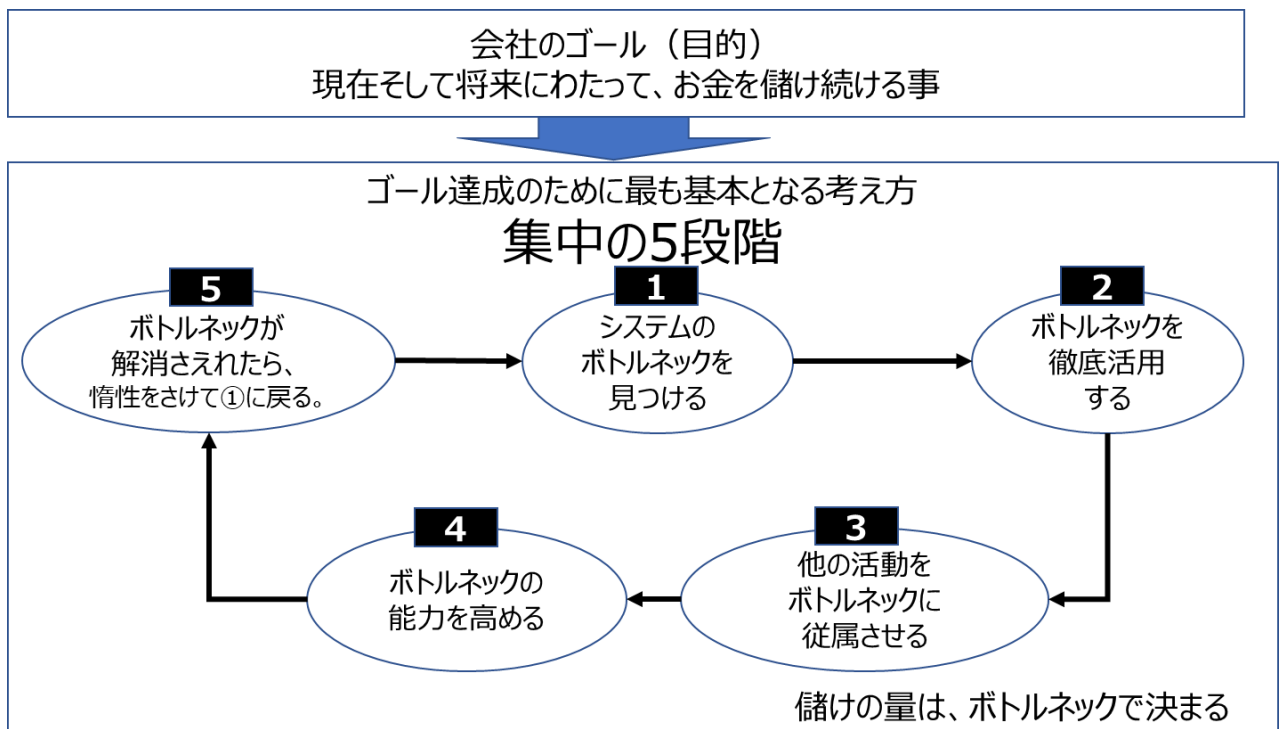 会社のゴール（目的）
現在そして将来にわたって、お金を儲け続ける事
ゴール達成のために最も基本となる考え方
集中の5段階
1
システムの
ボトルネックを
見つける
2
ボトルネックを
徹底活用
する
3
他の活動を
ボトルネックに
従属させる
4
ボトルネックの
能力を高める
5
ボトルネックが
解消さえれたら、
惰性をさけて①に戻る。
儲けの量は、ボトルネックで決まる